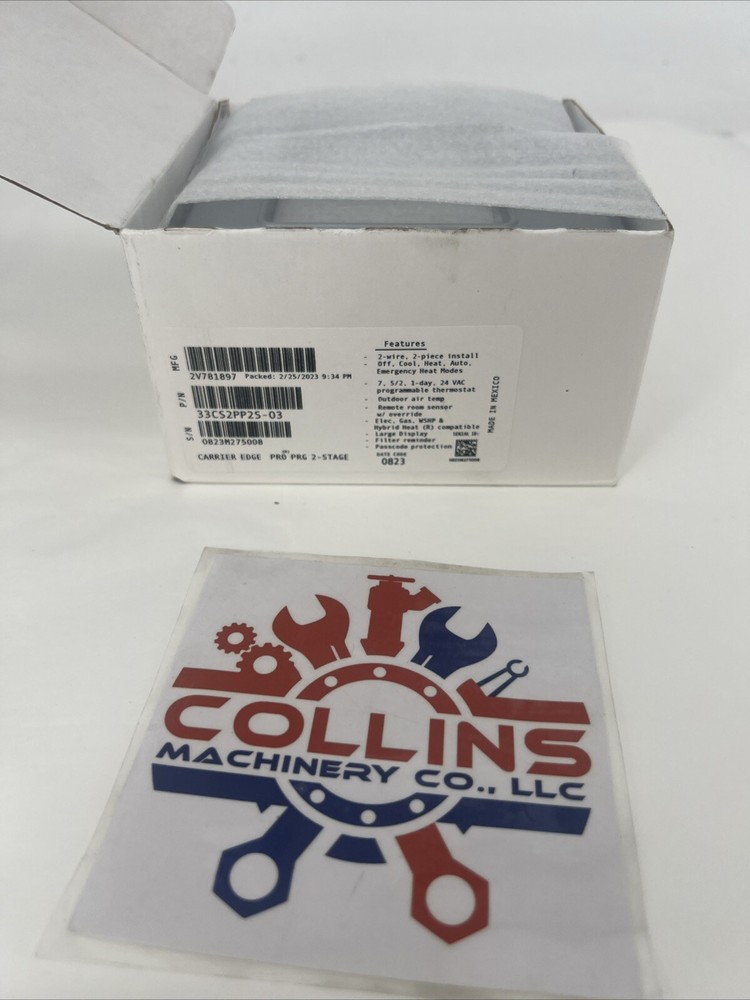 MFG
2V781897 Packed: 2/25/2023 9:34 PM
P/N
33CS2PP2S-03
S/N
0823M275008
CARRIER EDGE (R) PRO PRG 2-STAGE
Features
- 2-wire, 2-piece install
- Off, Cool, Heat, Auto,
Emergency Heat Modes
- 7, 5/2, 1-day, 24 VAC
programmable thermostat
- Outdoor air temp
- Remote room sensor
w/ override
- Elec, Gas, WSHP &
Hybrid Heat (R) compatible
- Large Display
- Filter reminder
- Passcode protection
SERIAL ID:
DATE CODE
0823
0823M275008
MADE IN MEXICO
COLLINS
MACHINERY CO., LLC